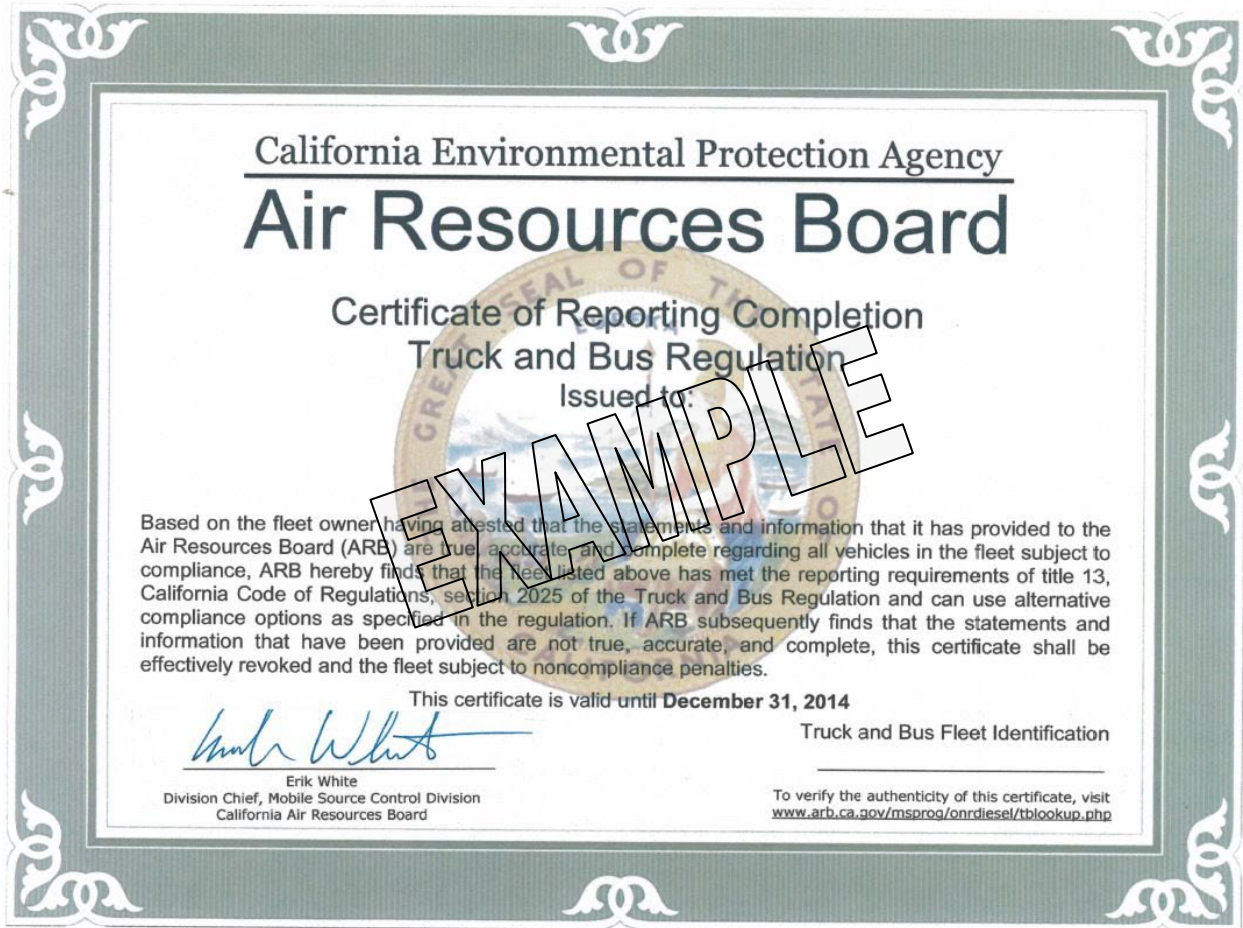 California Environmental Protection Agency
Air Resources Board
Certificate of Reporting Completion
Truck and Bus Regulation
Issued to:
GREAT SEAL OF THE STATE OF CALIFORNIA
EUREKA
EXAMPLE
Based on the fleet owner having attested that the statements and information that it has provided to the
Air Resources Board (ARB) are true, accurate, and complete regarding all vehicles in the fleet subject to
compliance, ARB hereby finds that the fleet listed above has met the reporting requirements of title 13,
California Code of Regulations, section 2025 of the Truck and Bus Regulation and can use alternative
compliance options as specified in the regulation. If ARB subsequently finds that the statements and
information that have been provided are not true, accurate, and complete, this certificate shall be
effectively revoked and the fleet subject to noncompliance penalties.
This certificate is valid until December 31, 2014
Truck and Bus Fleet Identification
Erik White
Division Chief, Mobile Source Control Division
California Air Resources Board
To verify the authenticity of this certificate, visit
www.arb.ca.gov/msprog/onrdiesel/tblookup.php